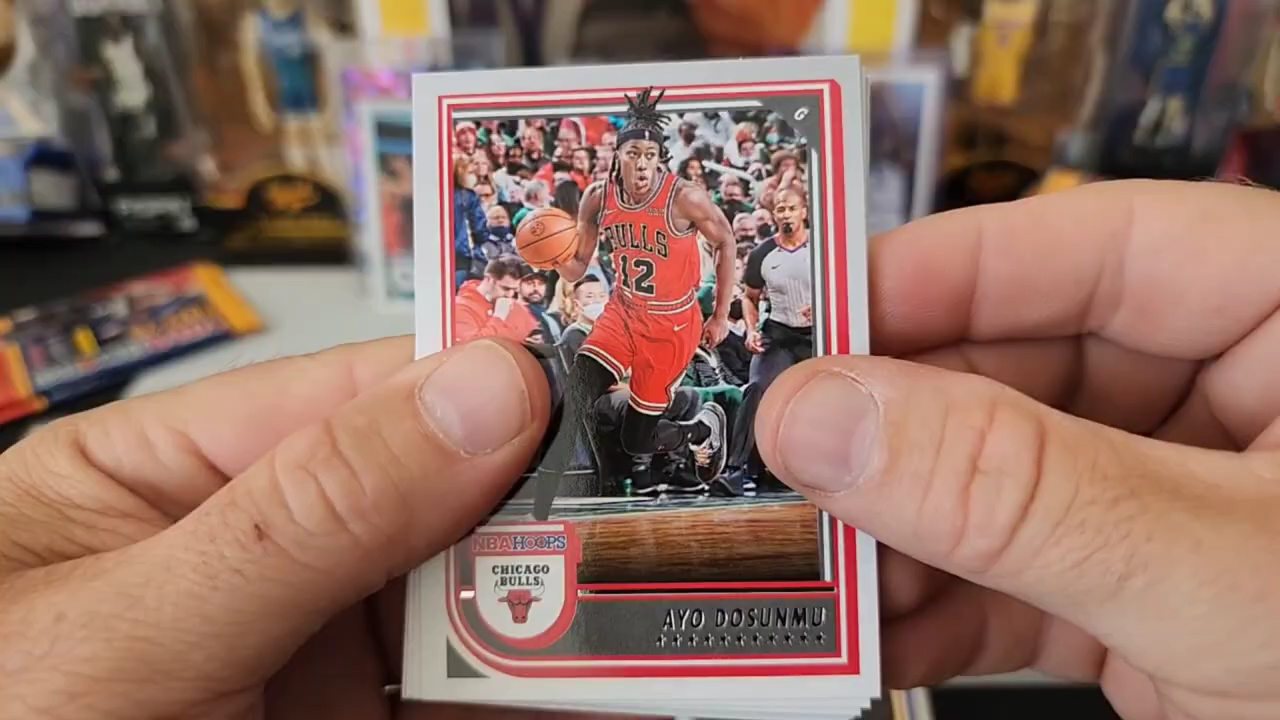 G
BULLS
12
NBA HOOPS
CHICAGO
BULLS
AYO DOSUNMU